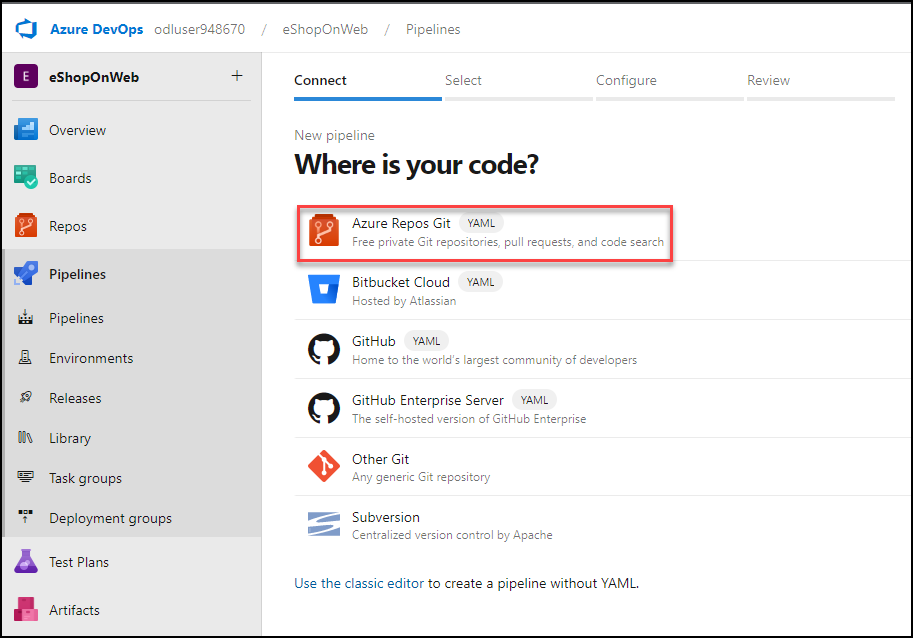 Azure DevOps odluser948670 / eShopOnWeb / Pipelines
E eShopOnWeb +
Overview
Boards
Repos
Pipelines
Pipelines
Environments
Releases
Library
Task groups
Deployment groups
Test Plans
Artifacts
Connect Select Configure Review
New pipeline
Where is your code?
Azure Repos Git YAML
Free private Git repositories, pull requests, and code search
Bitbucket Cloud YAML
Hosted by Atlassian
GitHub YAML
Home to the world's largest community of developers
GitHub Enterprise Server YAML
The self-hosted version of GitHub Enterprise
Other Git
Any generic Git repository
Subversion
Centralized version control by Apache
Use the classic editor to create a pipeline without YAML.